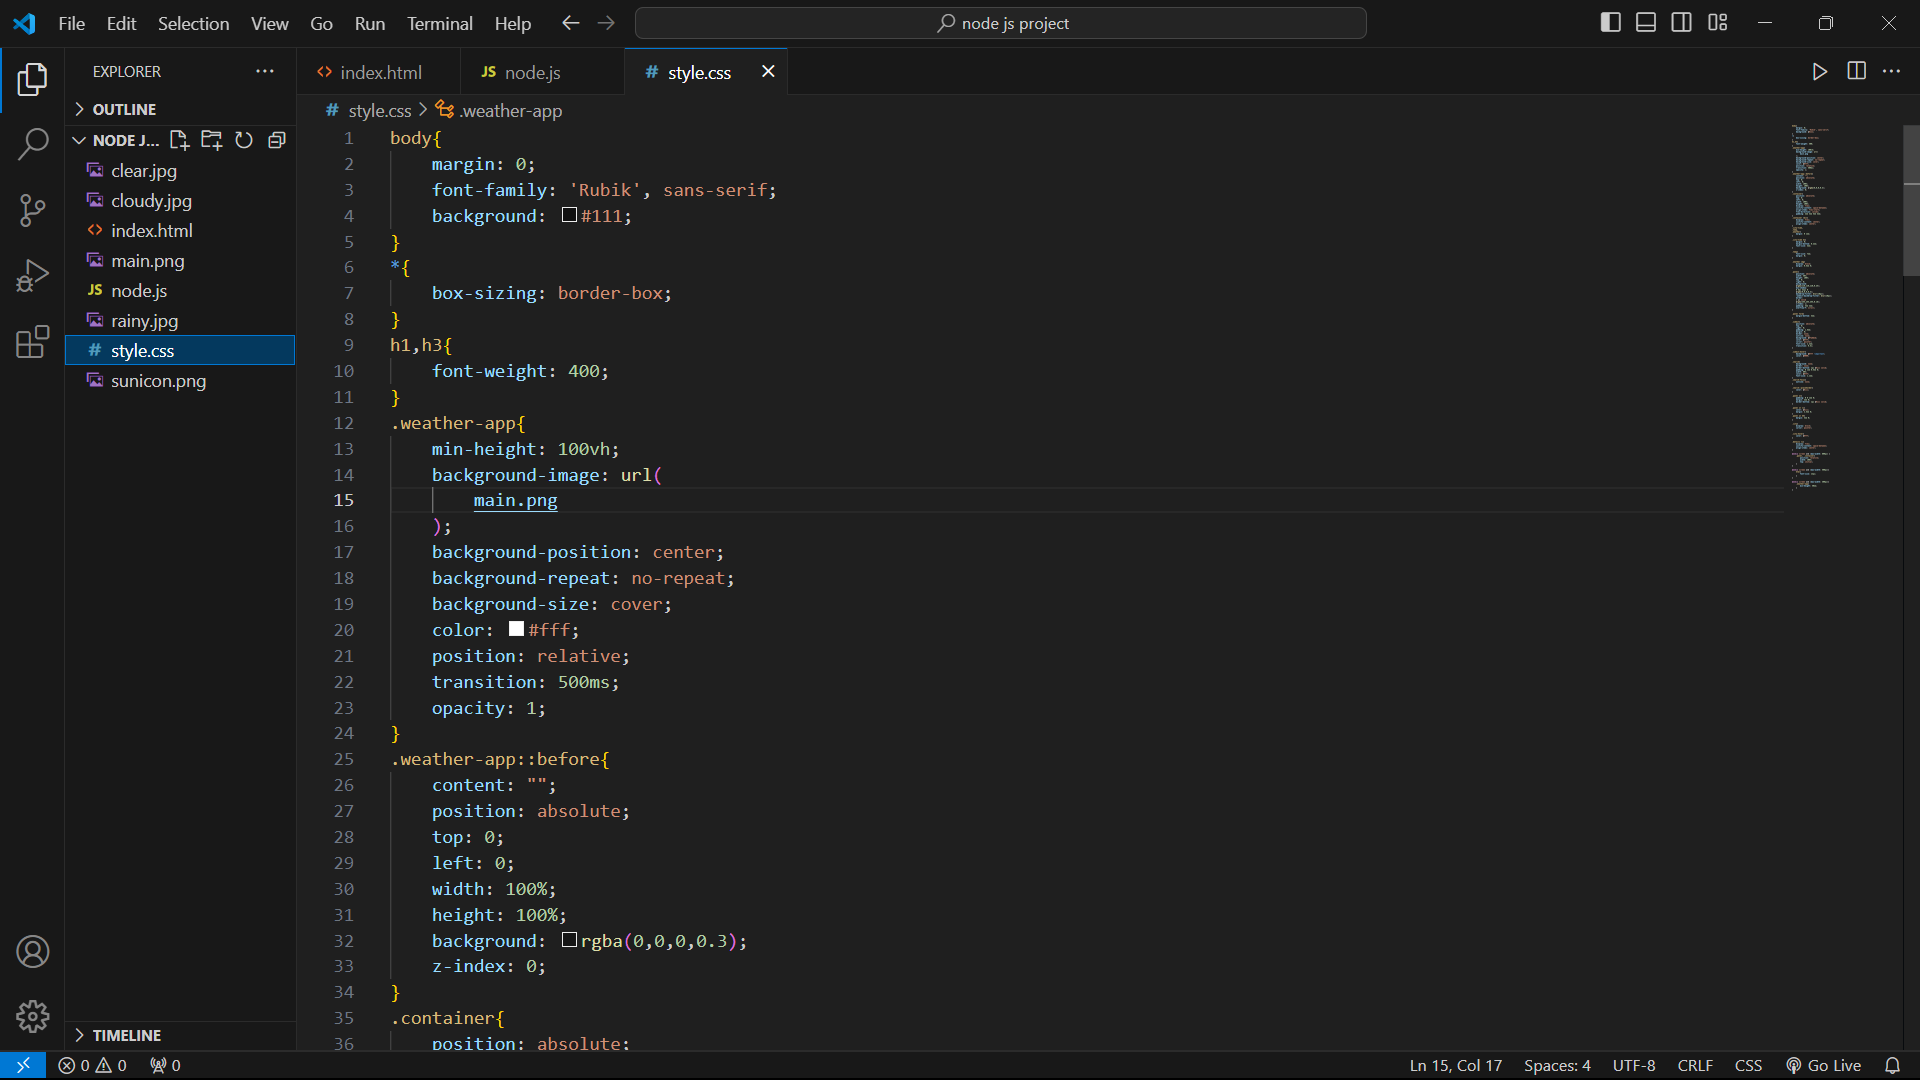 File Edit Selection View Go Run Terminal Help
node js project
EXPLORER
OUTLINE
NODE J...
clear.jpg
cloudy.jpg
index.html
main.png
node.js
rainy.jpg
style.css
sunicon.png
TIMELINE
index.html
JS node.js
# style.css
# style.css > .weather-app
1 body{
2 margin: 0;
3 font-family: 'Rubik', sans-serif;
4 background: #111;
5 }
6 *{
7 box-sizing: border-box;
8 }
9 h1,h3{
10 font-weight: 400;
11 }
12 .weather-app{
13 min-height: 100vh;
14 background-image: url(
15 main.png
16 );
17 background-position: center;
18 background-repeat: no-repeat;
19 background-size: cover;
20 color: #fff;
21 position: relative;
22 transition: 500ms;
23 opacity: 1;
24 }
25 .weather-app::before{
26 content: "";
27 position: absolute;
28 top: 0;
29 left: 0;
30 width: 100%;
31 height: 100%;
32 background: rgba(0,0,0,0.3);
33 z-index: 0;
34 }
35 .container{
36 position: absolute;
0 0 0
Ln 15, Col 17 Spaces: 4 UTF-8 CRLF CSS Go Live